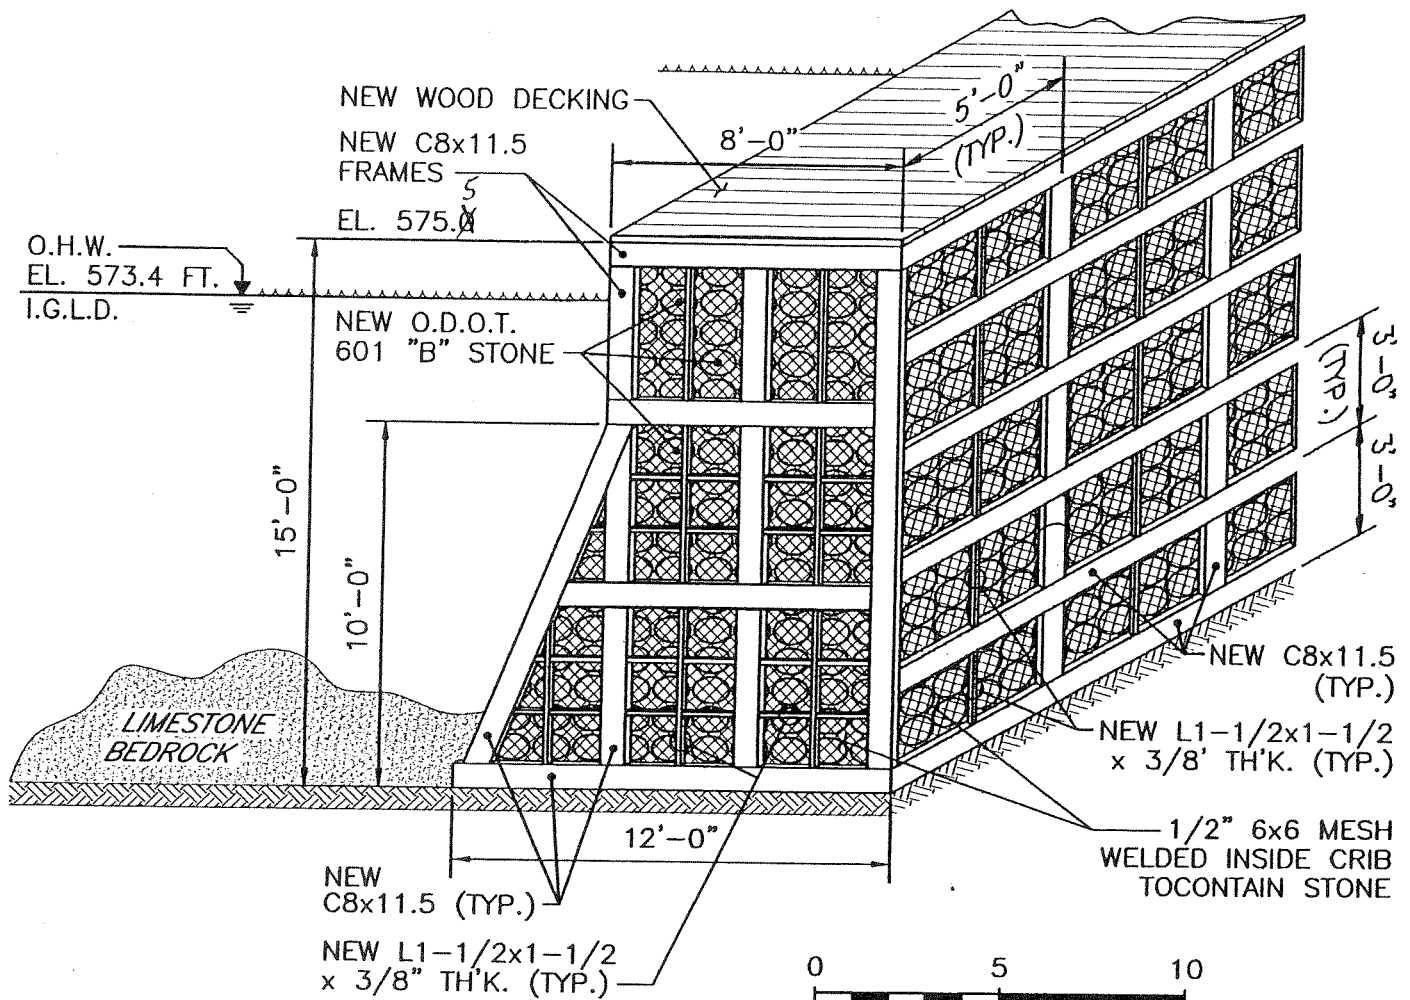 NEW WOOD DECKING
NEW C8x11.5
FRAMES
5
EL. 575.0
O.H.W.
EL. 573.4 FT.
I.G.L.D.
NEW O.D.O.T.
601 "B" STONE
8'-0"
5'-0"
(TYP.)
3'-0"
(TYP.)
3'-0"
15'-0"
10'-0"
LIMESTONE
BEDROCK
12'-0"
NEW C8x11.5
(TYP.)
NEW L1-1/2x1-1/2
x 3/8' TH'K. (TYP.)
1/2" 6x6 MESH
WELDED INSIDE CRIB
TOCONTAIN STONE
NEW
C8x11.5 (TYP.)
NEW L1-1/2x1-1/2
x 3/8" TH'K. (TYP.)
0 5 10